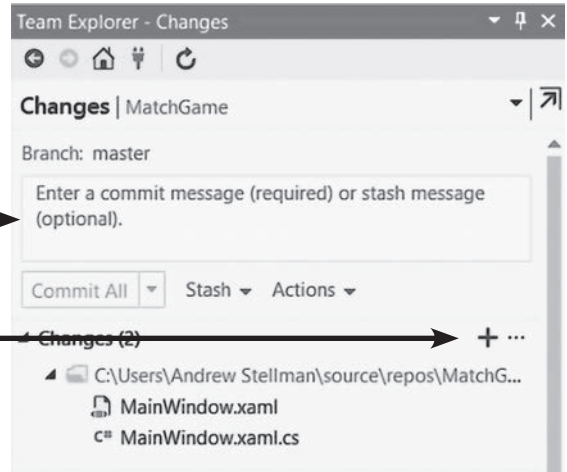 Team Explorer - Changes
Changes | MatchGame
Branch: master
Enter a commit message (required) or stash message
(optional).
Commit All Stash Actions
Changes (2)
C:\Users\Andrew Stellman\source\repos\MatchG...
MainWindow.xaml
C# MainWindow.xaml.cs